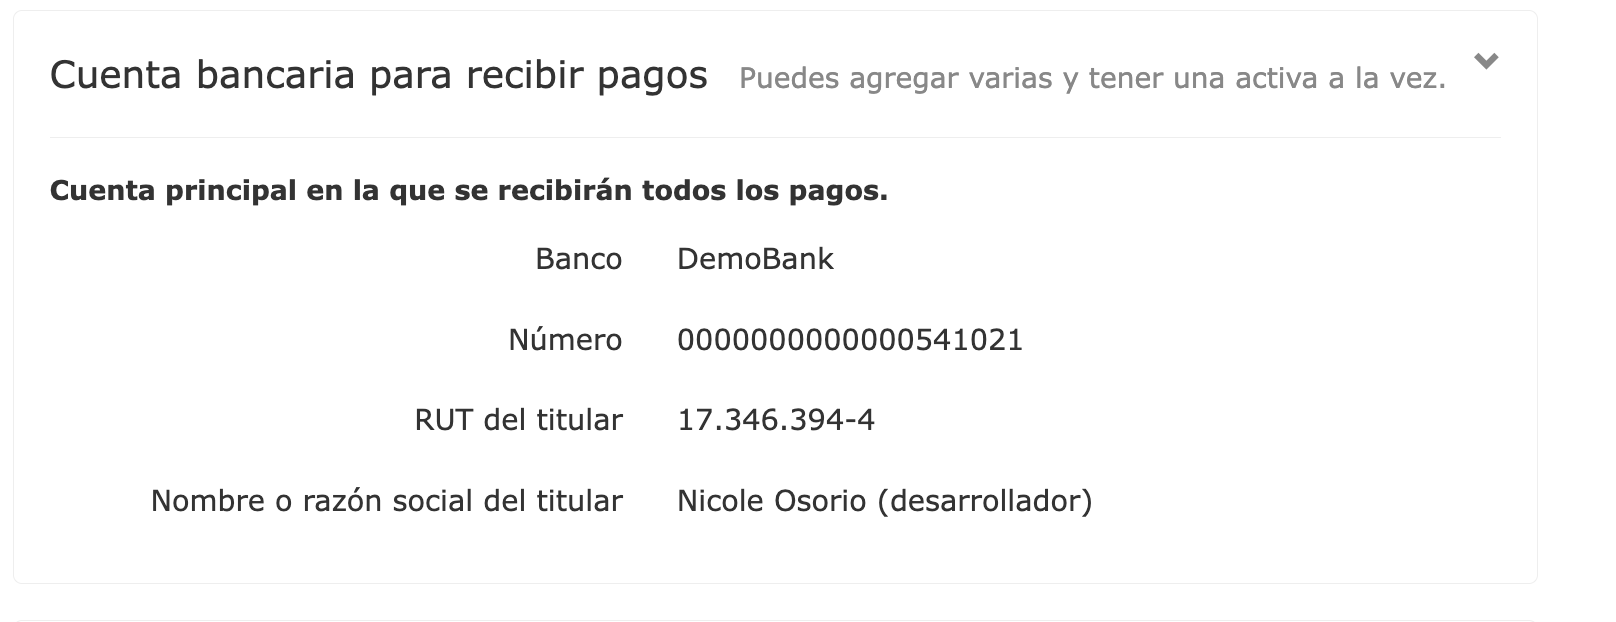 Cuenta bancaria para recibir pagos Puedes agregar varias y tener una activa a la vez.
Cuenta principal en la que se recibirán todos los pagos.
Banco DemoBank
Número 0000000000000541021
RUT del titular 17.346.394-4
Nombre o razón social del titular Nicole Osorio (desarrollador)